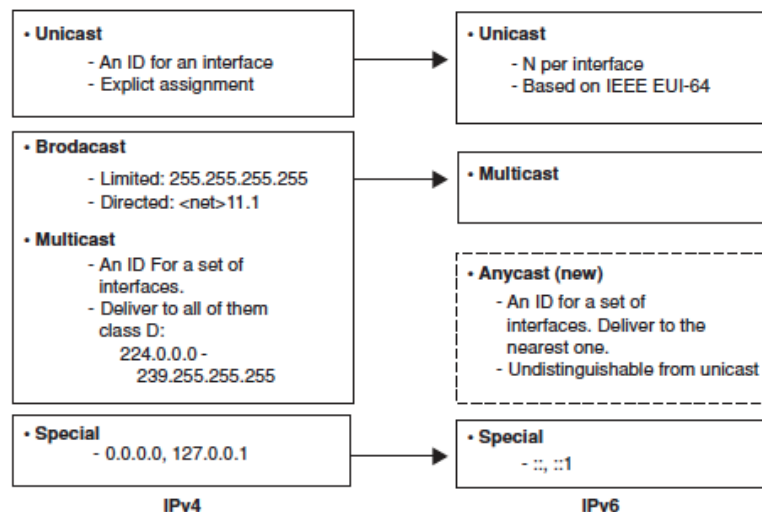 • Unicast
- An ID for an interface
- Explict assignment
• Brodacast
- Limited: 255.255.255.255
- Directed: <net>11.1
• Multicast
- An ID For a set of
interfaces.
- Deliver to all of them
class D:
224.0.0.0 -
239.255.255.255
• Special
- 0.0.0.0, 127.0.0.1
IPv4
• Unicast
- N per interface
- Based on IEEE EUI-64
• Multicast
• Anycast (new)
- An ID for a set of
interfaces. Deliver to the
nearest one.
- Undistinguishable from unicast
• Special
- ::, ::1
IPv6